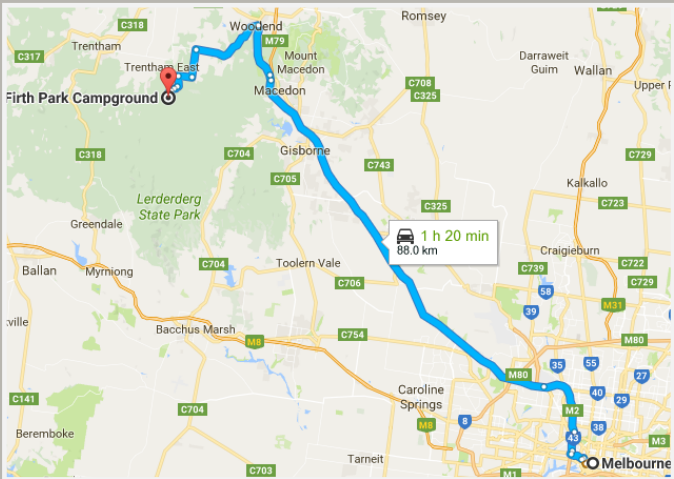 Romsey
C318
Woodend
C317
Trentham
M79
Mount
Macedon
Darraweit
Guim
Wallan
Trentham East
Macedon
C708
C325
Upper
Firth Park Campground
C318
C704
Gisborne
C743
C729
C705
Kalkallo
C723
Lerderderg
State Park
C325
Greendale
1 h 20 min
88.0 km
Craigieburn
C722
Ballan
Myrniong
C704
Toolern Vale
C706
C739
C729
58
M31
39
Bacchus Marsh
M8
C754
M80
35
55
M80
27
C141
Caroline
Springs
40
29
C704
M2
8
M8
38
Beremboke
43
M3
Tarneit
Melbourne
C703
M1